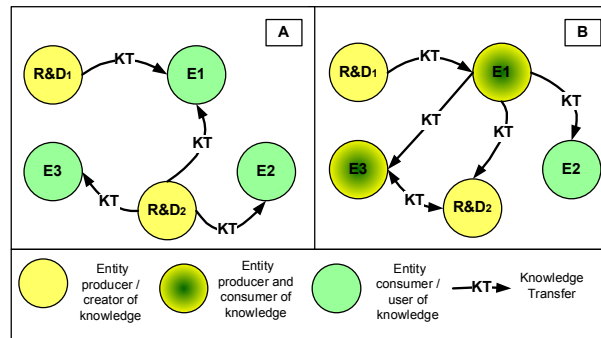 A
R&D1
KT
E1
KT
E3
KT
R&D2
KT
E2
B
R&D1
KT
E1
KT
KT
KT
E3
KT
R&D2
E2
Entity
producer /
creator of
knowledge
Entity
producer and
consumer of
knowledge
Entity
consumer /
user of
knowledge
KT
Knowledge
Transfer